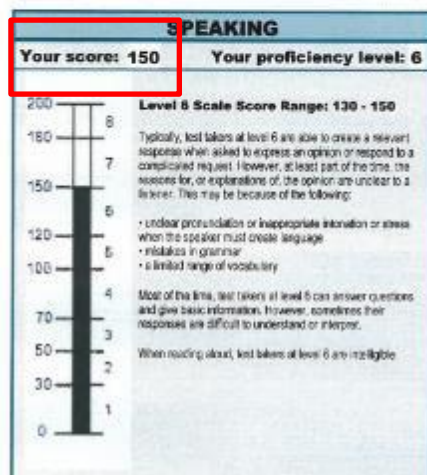 SPEAKING
Your score: 150 Your proficiency level: 6
200
180
150
120
100
70
50
30
0
8
7
6
5
4
3
2
1
Level 6 Scale Score Range: 130 - 150
Typically, test takers at level 6 are able to create a relevant
response when asked to express an opinion or respond to a
complicated request. However, at least part of the time, the
reasons for, or explanations of, the opinion are unclear to a
listener. This may be because of the following:
• unclear pronunciation or inappropriate intonation or stress
when the speaker must create language
• mistakes in grammar
• a limited range of vocabulary
Most of the time, test takers at level 6 can answer questions
and give basic information. However, sometimes their
responses are difficult to understand or interpret.
When reading aloud, test takers at level 6 are intelligible